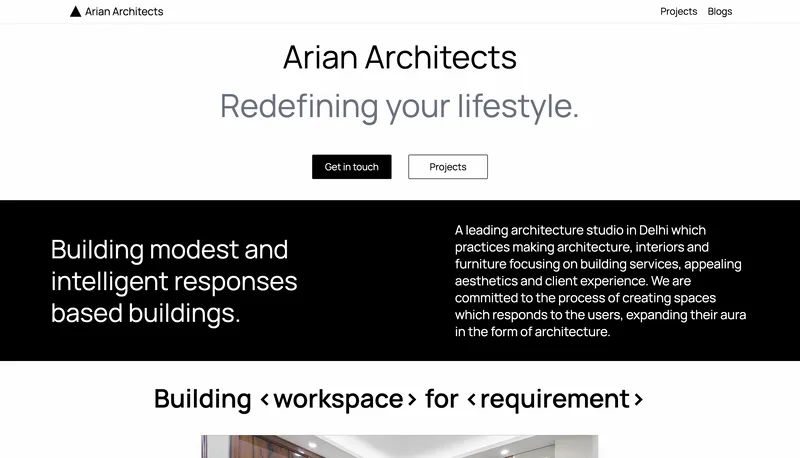 Arian Architects
Projects
Blogs
Arian Architects
Redefining your lifestyle.
Get in touch
Projects
Building modest and
intelligent responses
based buildings.
A leading architecture studio in Delhi which
practices making architecture, interiors and
furniture focusing on building services, appealing
aesthetics and client experience. We are
committed to the process of creating spaces
which responds to the users, expanding their aura
in the form of architecture.
Building <workspace> for <requirement>